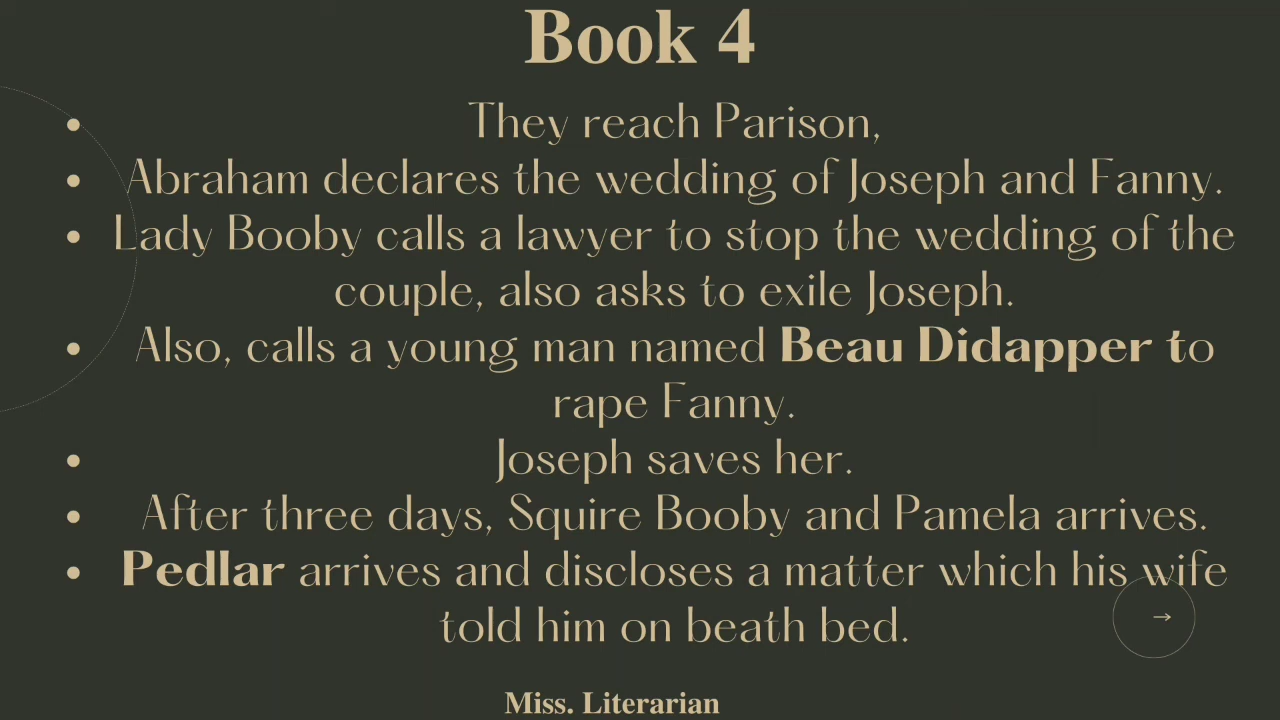 Book 4
• They reach Parison,
• Abraham declares the wedding of Joseph and Fanny.
• Lady Booby calls a lawyer to stop the wedding of the
couple, also asks to exile Joseph.
• Also, calls a young man named Beau Didapper to
rape Fanny.
• Joseph saves her.
• After three days, Squire Booby and Pamela arrives.
• Pedlar arrives and discloses a matter which his wife
told him on beath bed.
→
Miss. Literarian